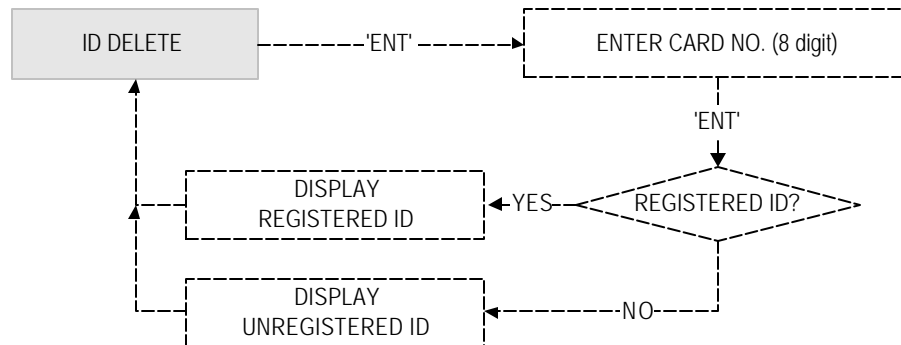 ID DELETE
'ENT'
ENTER CARD NO. (8 digit)
'ENT'
REGISTERED ID?
YES
DISPLAY
REGISTERED ID
NO
DISPLAY
UNREGISTERED ID